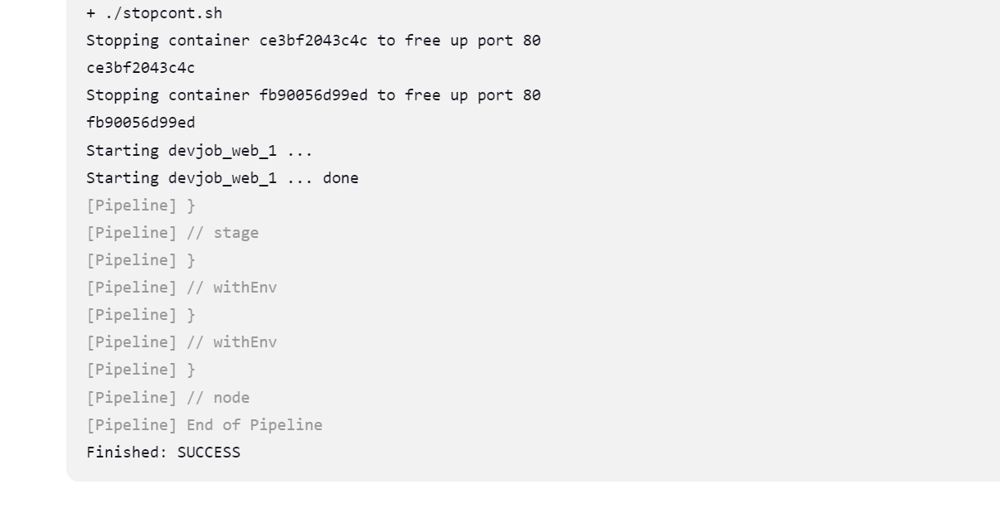 + ./stopcont.sh
Stopping container ce3bf2043c4c to free up port 80
ce3bf2043c4c
Stopping container fb90056d99ed to free up port 80
fb90056d99ed
Starting devjob_web_1 ...
Starting devjob_web_1 ... done
[Pipeline] }
[Pipeline] // stage
[Pipeline] }
[Pipeline] // withEnv
[Pipeline] }
[Pipeline] // withEnv
[Pipeline] }
[Pipeline] // node
[Pipeline] End of Pipeline
Finished: SUCCESS